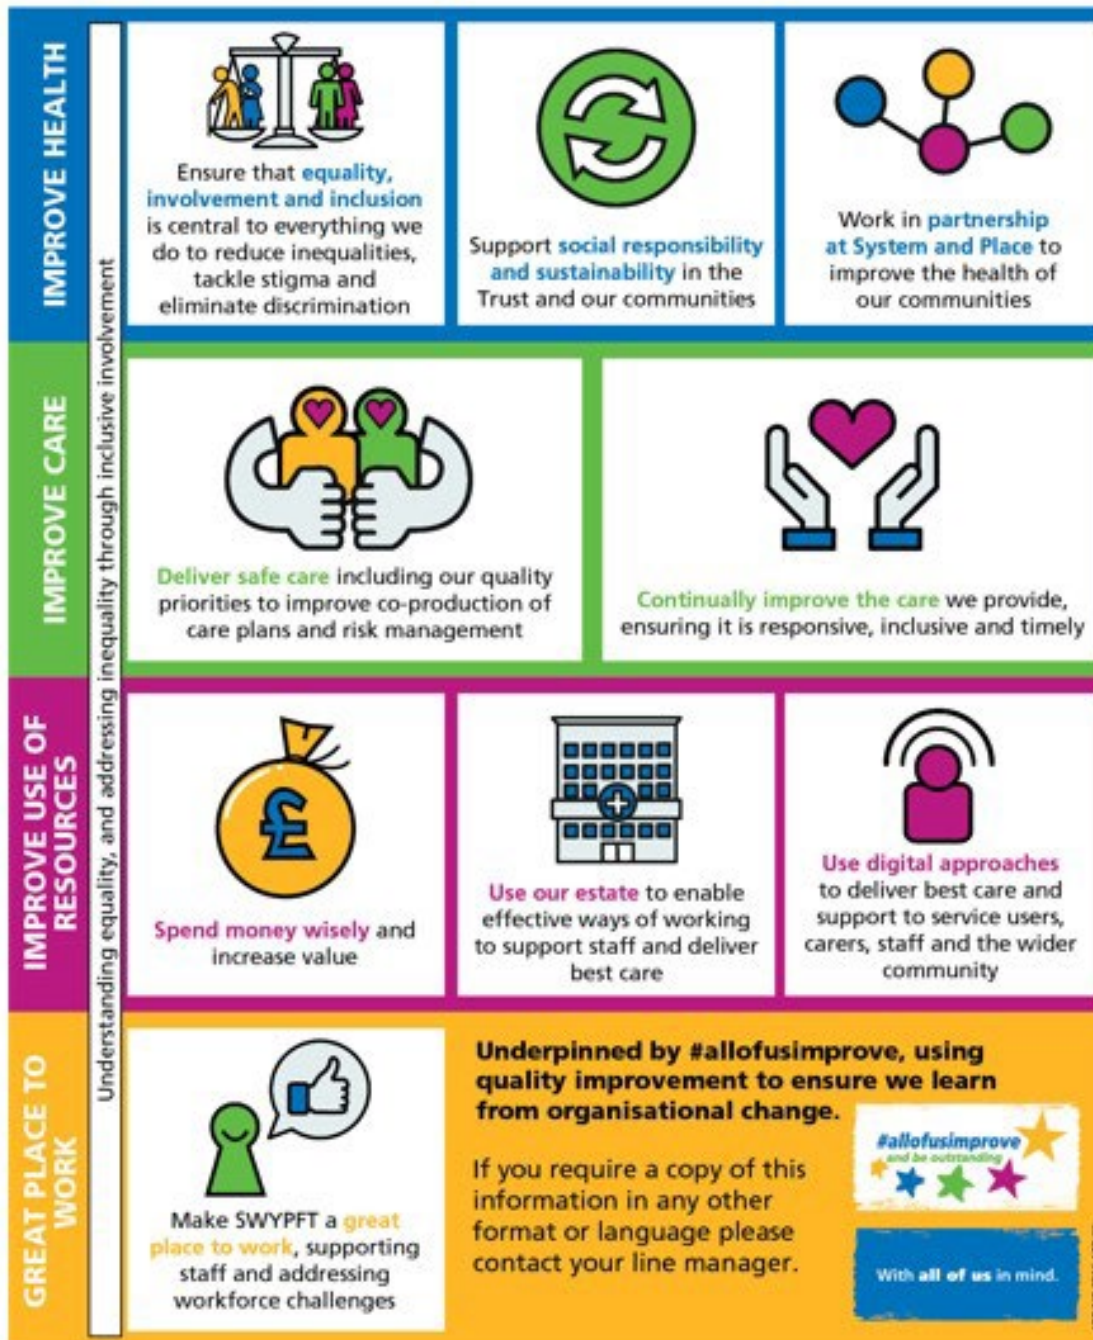 IMPROVE HEALTH
Understanding equality, and addressing inequality through inclusive involvement
Ensure that equality,
involvement and inclusion
is central to everything we
do to reduce inequalities,
tackle stigma and
eliminate discrimination
Support social responsibility
and sustainability in the
Trust and our communities
Work in partnership
at System and Place to
improve the health of
our communities
IMPROVE CARE
Deliver safe care including our quality
priorities to improve co-production of
care plans and risk management
Continually improve the care we provide,
ensuring it is responsive, inclusive and timely
IMPROVE USE OF
RESOURCES
£
Spend money wisely and
increase value
Use our estate to enable
effective ways of working
to support staff and deliver
best care
Use digital approaches
to deliver best care and
support to service users,
carers, staff and the wider
community
GREAT PLACE TO
WORK
Make SWYPFT a great
place to work, supporting
staff and addressing
workforce challenges
Underpinned by #allofusimprove, using
quality improvement to ensure we learn
from organisational change.
If you require a copy of this
information in any other
format or language please
contact your line manager.
#allofusimprove
and be outstanding
With all of us in mind.